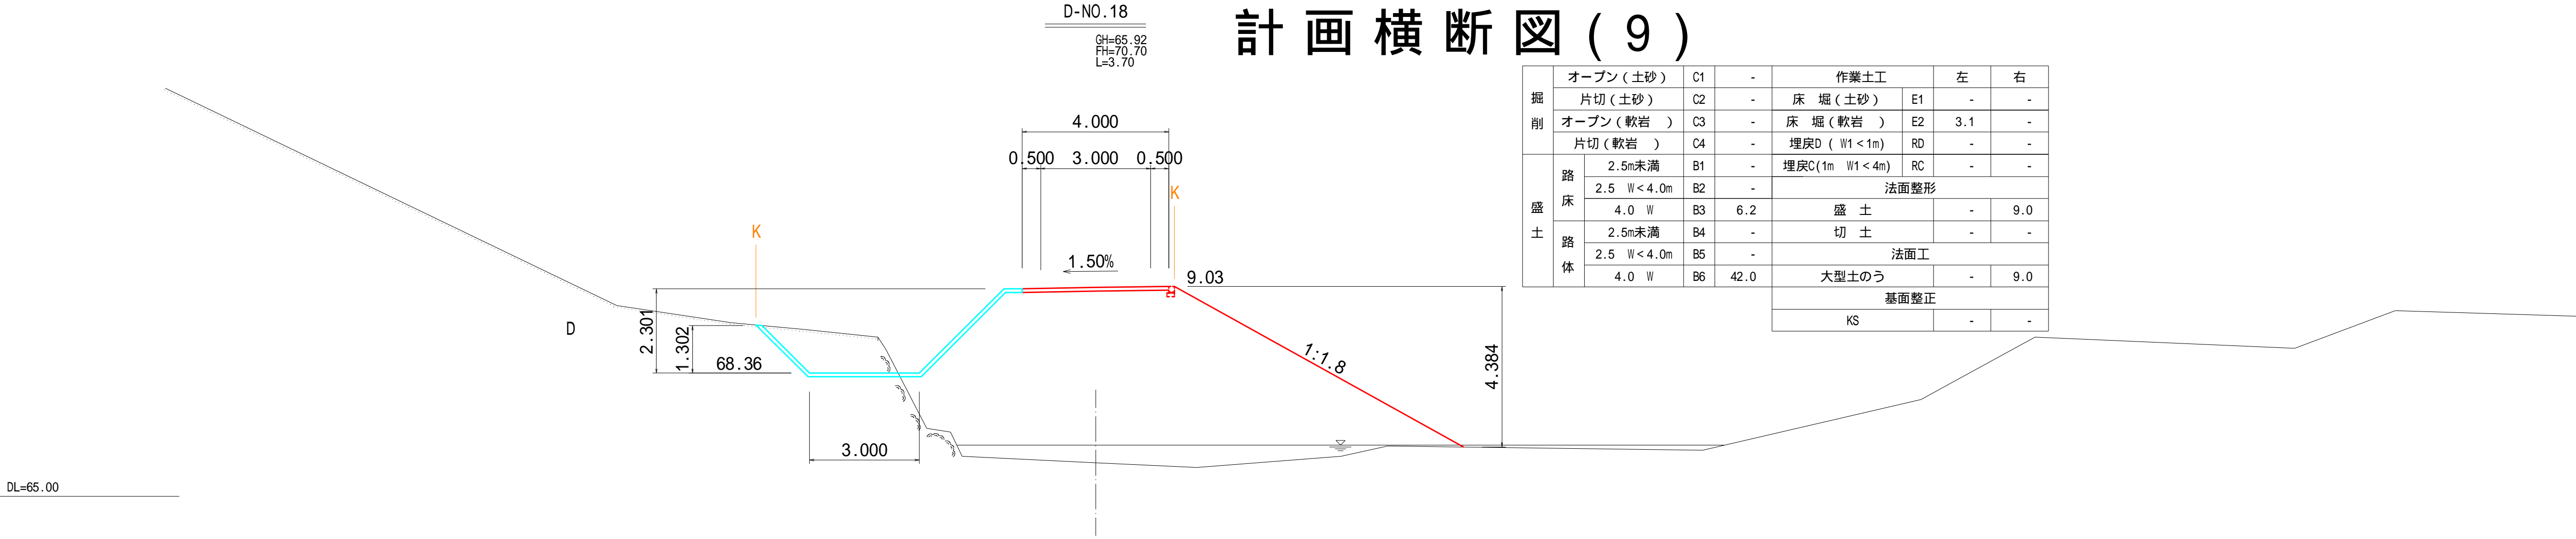 D-NO.18
計画横断図(9)
GH=65.92
FH=70.70
L=3.70
掘削 オープン(土砂) C1 - 作業土工 左 右
片切(土砂) C2 - 床 堀(土砂) E1 - -
オープン(軟岩 ) C3 - 床 堀(軟岩 ) E2 3.1 -
片切(軟岩 ) C4 - 埋戻D ( W1<1m) RD - -
盛土 路床 2.5m未満 B1 - 埋戻C(1m W1<4m) RC - -
2.5 W<4.0m B2 - 法面整形
4.0 W B3 6.2 盛 土 - 9.0
路体 2.5m未満 B4 - 切 土 - -
2.5 W<4.0m B5 - 法面工
4.0 W B6 42.0 大型土のう - 9.0
基面整正
KS - -
4.000
0.500 3.000 0.500
K
K
1.50%
9.03
2.301
1.302
D
68.36
1:1.8
4.384
3.000
DL=65.00